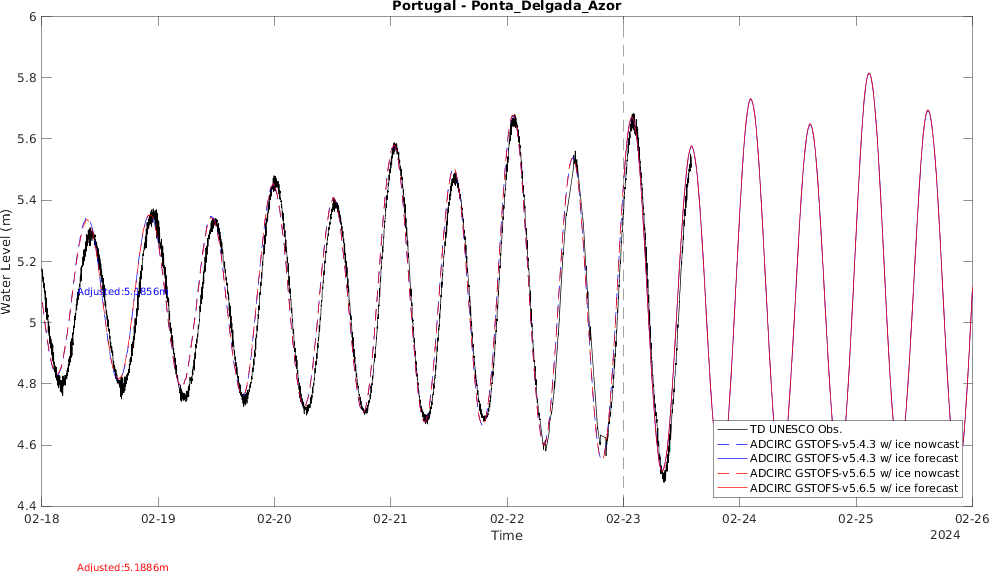 Portugal - Ponta_Delgada_Azor
6
5.8
5.6
5.4
5.2
5
4.8
4.6
4.4
Water Level (m)
Adjusted:5.1856m
TD UNESCO Obs.
ADCIRC GSTOFS-v5.4.3 w/ ice nowcast
ADCIRC GSTOFS-v5.4.3 w/ ice forecast
ADCIRC GSTOFS-v5.6.5 w/ ice nowcast
ADCIRC GSTOFS-v5.6.5 w/ ice forecast
02-18 02-19 02-20 02-21 02-22 02-23 02-24 02-25 02-26
Time
2024
Adjusted:5.1886m